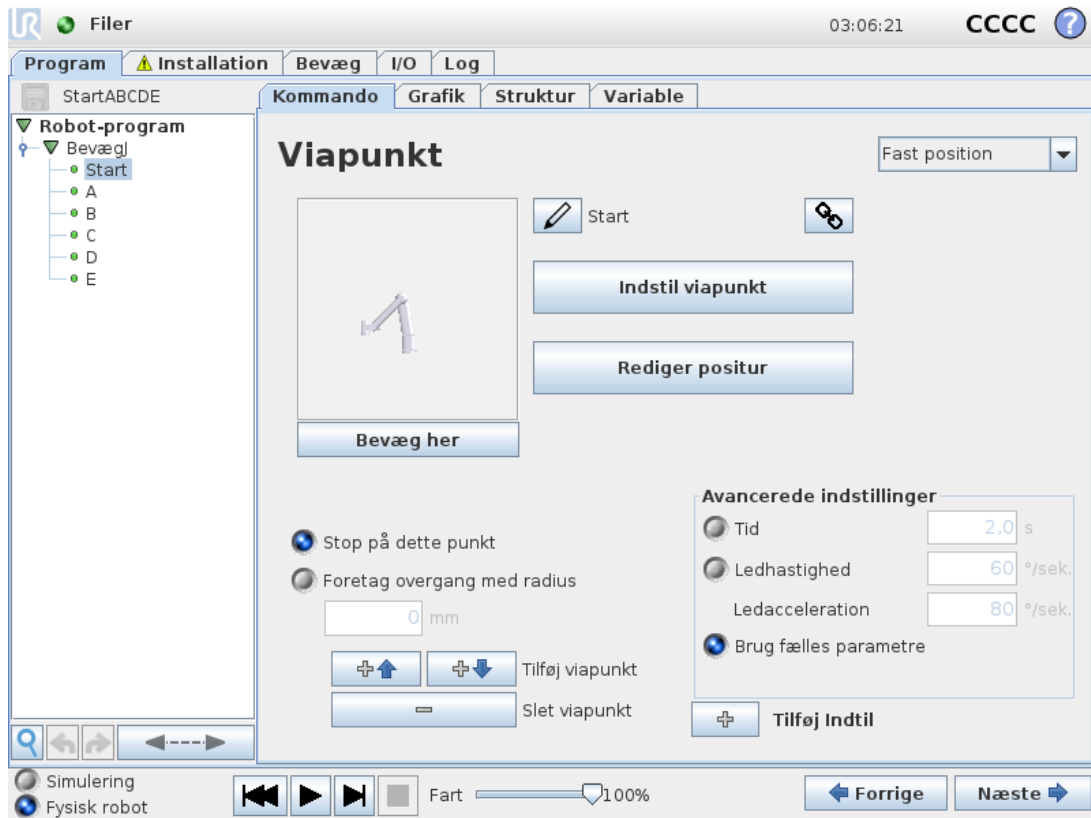 UR Filer 03:06:21 CCCC ?
Program Installation Bevæg I/O Log
StartABCDE Kommando Grafik Struktur Variable
Robot-program
BevægJ
Start
A
B
C
D
E
Viapunkt Fast position
Start
Indstil viapunkt
Rediger positur
Bevæg her
Stop på dette punkt
Foretag overgang med radius
0 mm
Tilføj viapunkt
Slet viapunkt
Avancerede indstillinger
Tid 2,0 s
Ledhastighed 60 °/sek.
Ledacceleration 80 °/sek.
Brug fælles parametre
Tilføj Indtil
Simulering
Fysisk robot
Fart 100%
Forrige Næste